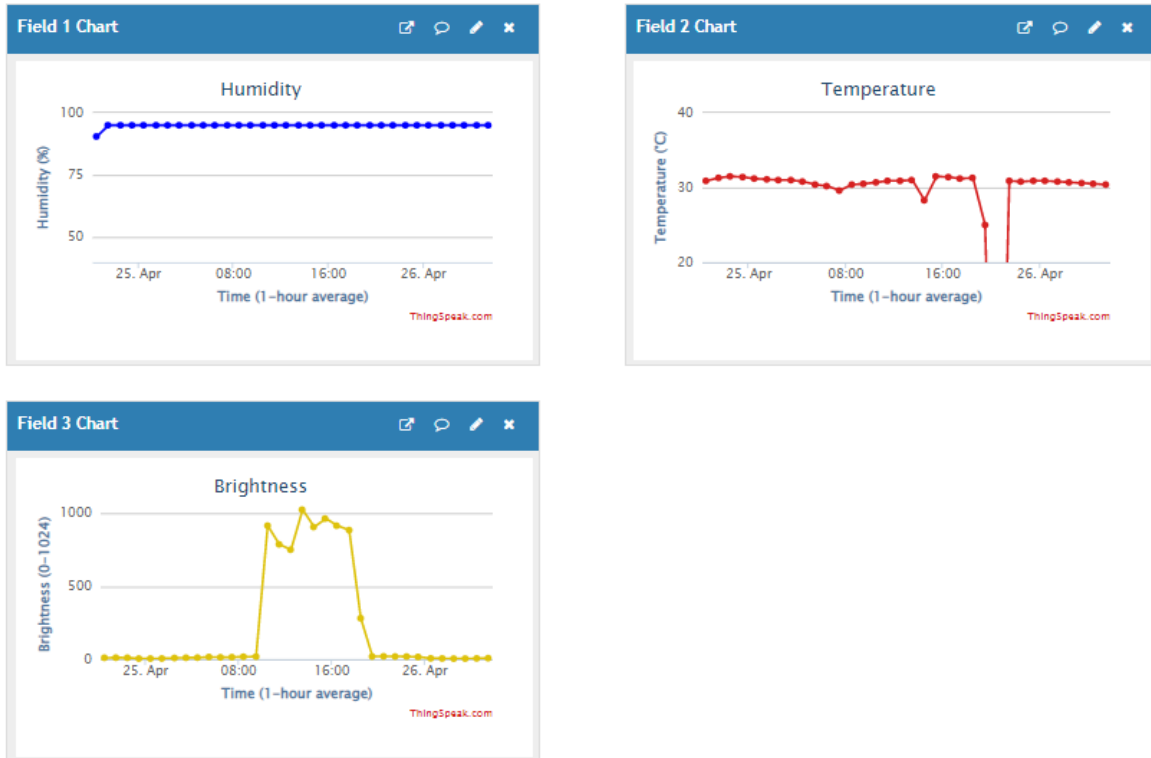 Field 1 Chart
Humidity
100
75
50
Humidity (%)
25. Apr 08:00 16:00 26. Apr
Time (1-hour average)
ThingSpeak.com
Field 2 Chart
Temperature
40
30
20
Temperature (°C)
25. Apr 08:00 16:00 26. Apr
Time (1-hour average)
ThingSpeak.com
Field 3 Chart
Brightness
1000
500
0
Brightness (0-1024)
25. Apr 08:00 16:00 26. Apr
Time (1-hour average)
ThingSpeak.com